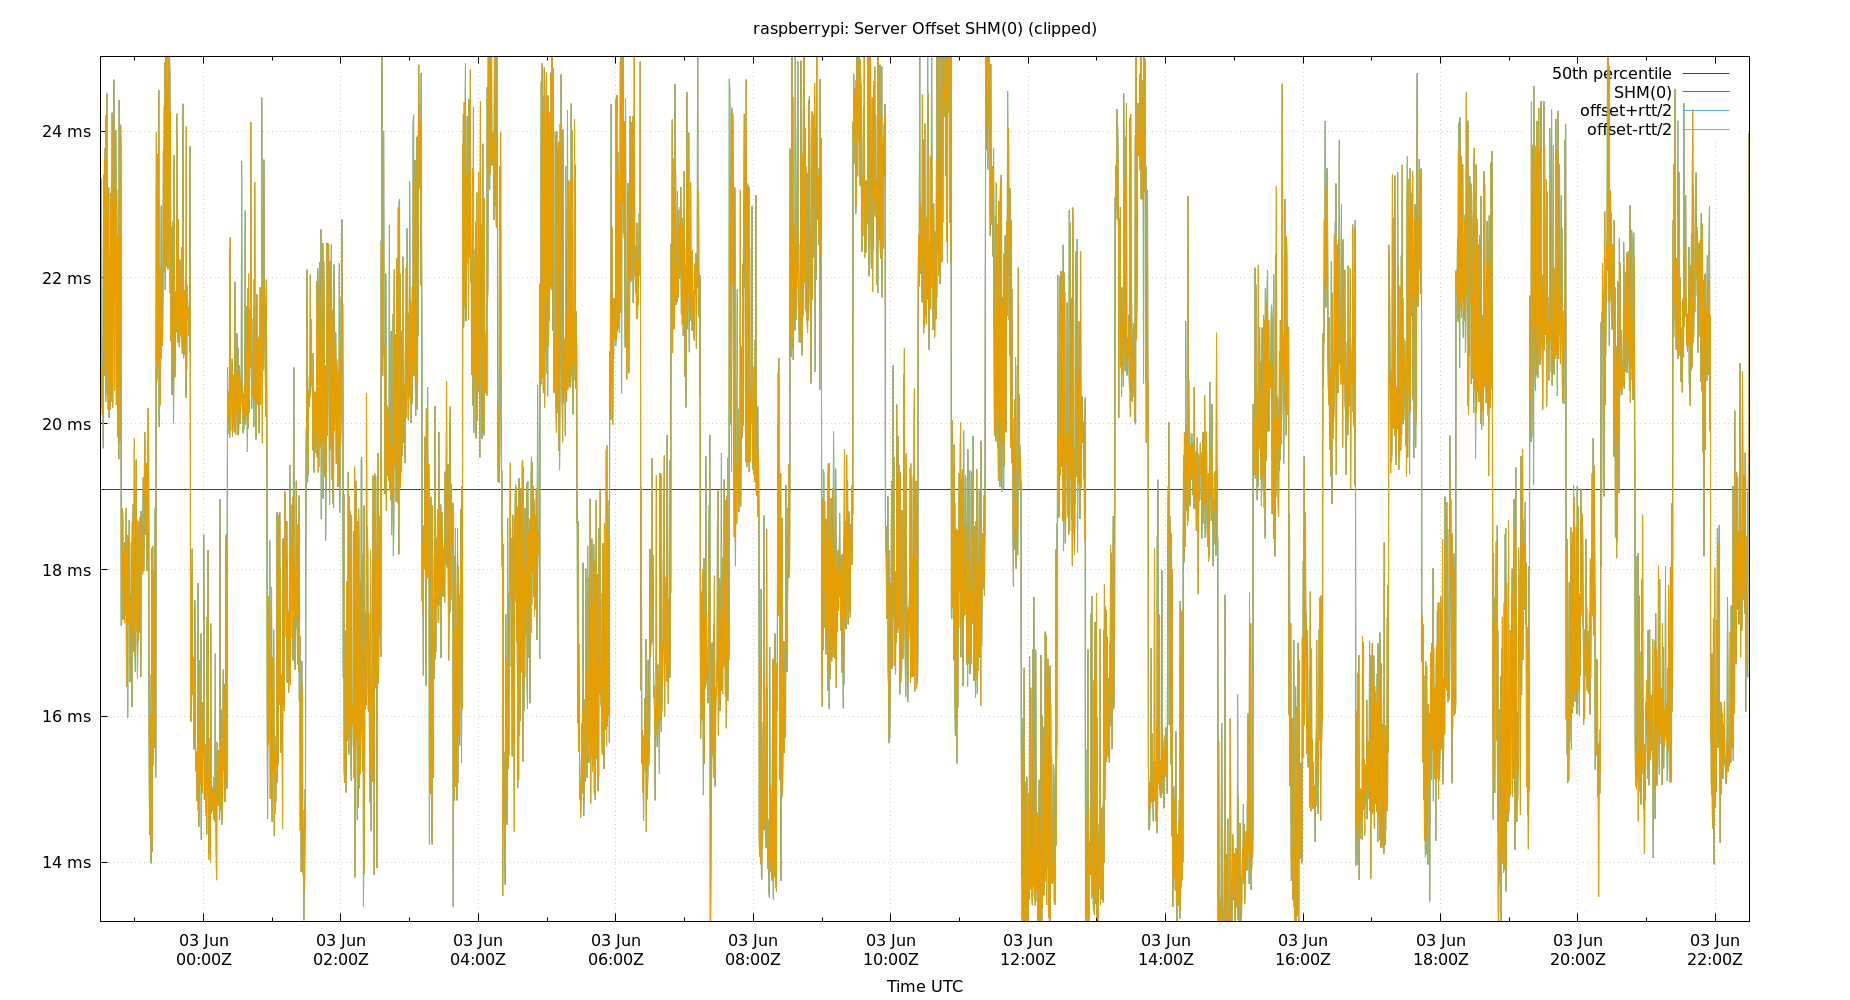 raspberrypi: Server Offset SHM(0) (clipped)
50th percentile
SHM(0)
offset+rtt/2
offset-rtt/2
24 ms
22 ms
20 ms
18 ms
16 ms
14 ms
03 Jun 03 Jun 03 Jun 03 Jun 03 Jun 03 Jun 03 Jun 03 Jun 03 Jun 03 Jun 03 Jun 03 Jun
00:00Z 02:00Z 04:00Z 06:00Z 08:00Z 10:00Z 12:00Z 14:00Z 16:00Z 18:00Z 20:00Z 22:00Z
Time UTC